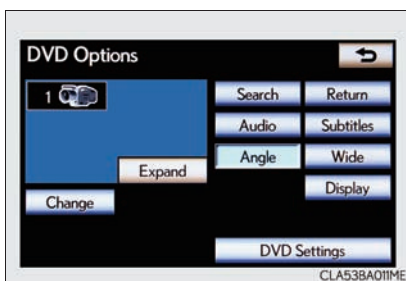 DVD Options
1
Search
Return
Audio
Subtitles
Angle
Wide
Expand
Display
Change
DVD Settings
CLA53BA011ME